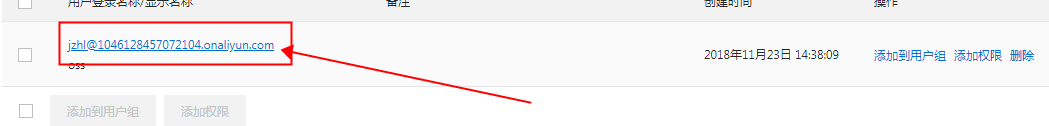 用户登录名称/显示名称 备注 创建时间 操作
jzhl@1046128457072104.onaliyun.com
oss
2018年11月23日 14:38:09 添加到用户组 添加权限 删除
添加到用户组 添加权限